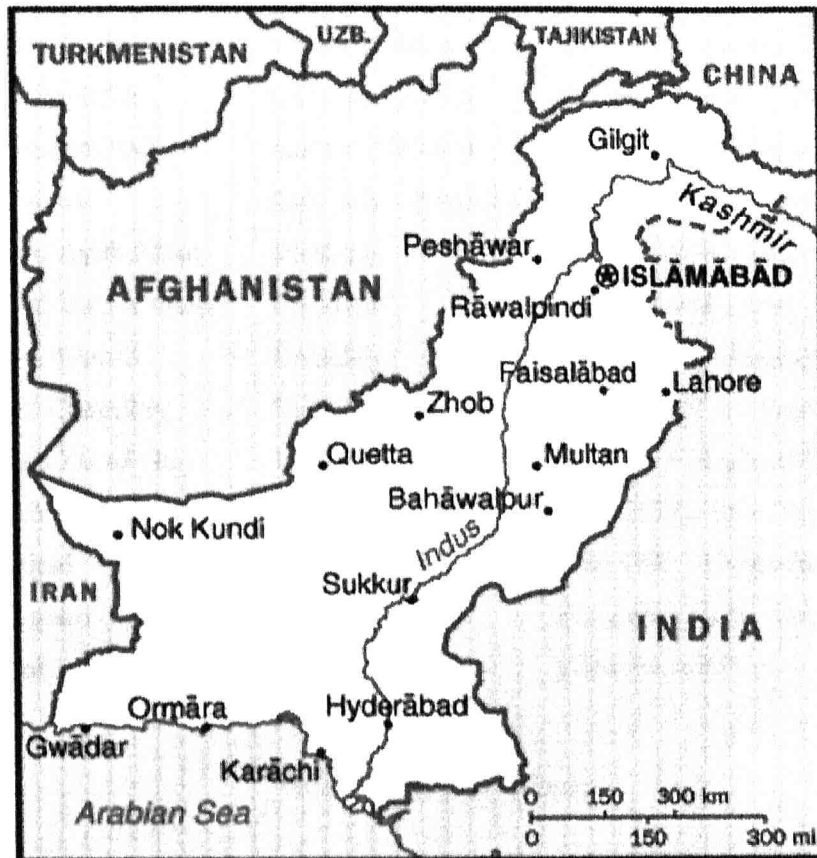 TURKMENISTAN
UZB.
TAJIKISTAN
CHINA
Gilgit
Kashmir
Peshāwar
ISLĀMĀBĀD
AFGHANISTAN
Rāwalpindi
Faisalābad
Lahore
Zhob
Quetta
Multan
Bahāwalpur
Nok Kundi
Indus
IRAN
Sukkur
INDIA
Ormāra
Hyderābad
Gwādar
Karāchi
Arabian Sea
0 150 300 km
0 150 300 mi